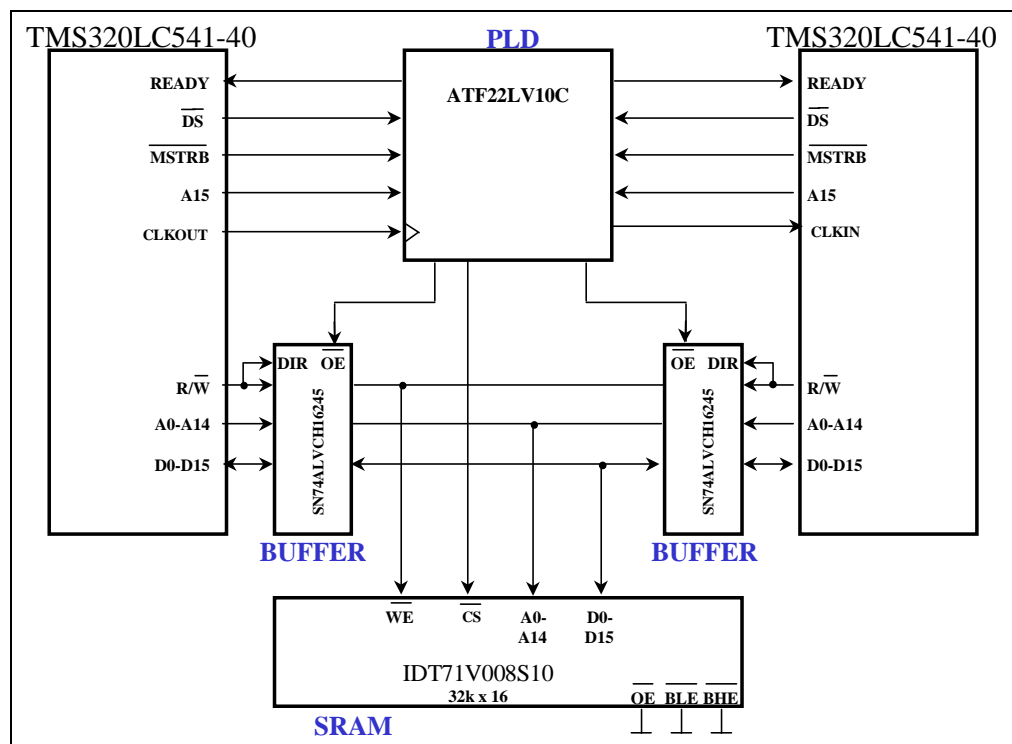 TMS320LC541-40
PLD
TMS320LC541-40
READY
DS
MSTRB
A15
CLKOUT
ATF22LV10C
READY
DS
MSTRB
A15
CLKIN
R/W
A0-A14
D0-D15
DIR
OE
SN74ALVCH16245
BUFFER
OE
DIR
SN74ALVCH16245
BUFFER
R/W
A0-A14
D0-D15
WE
CS
A0-
A14
D0-
D15
IDT71V008S10
32k x 16
OE
BLE
BHE
SRAM